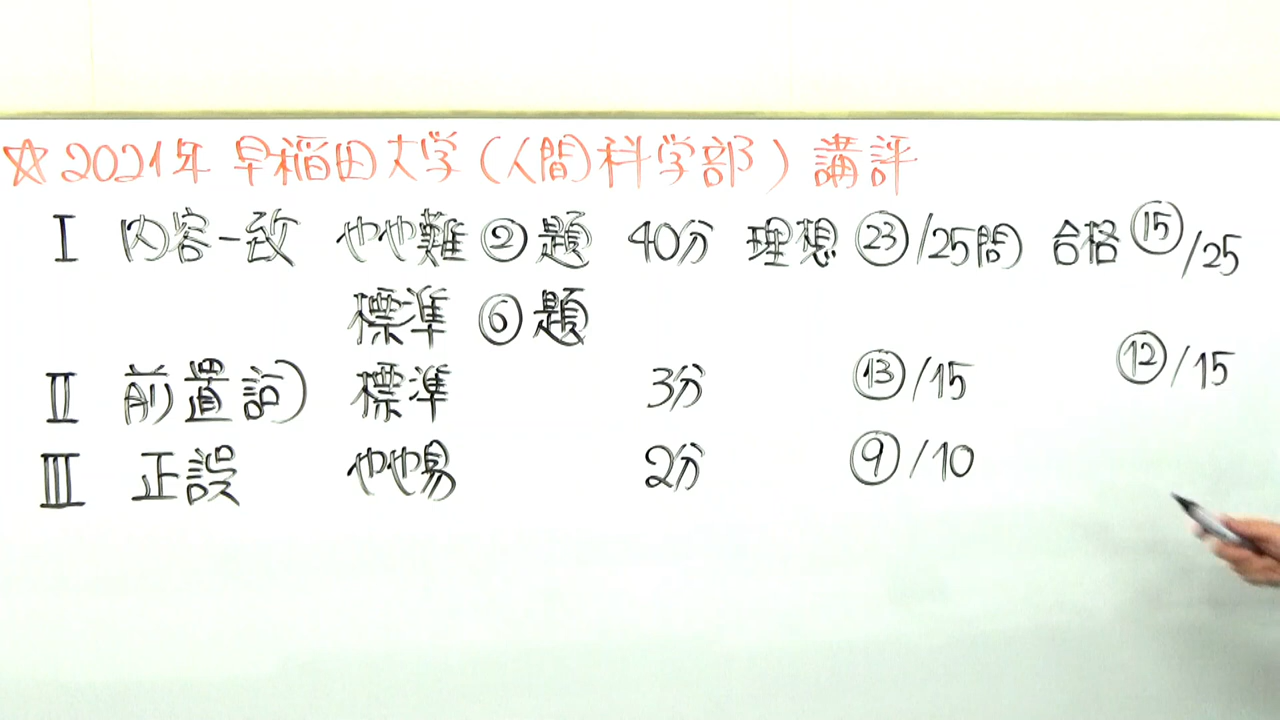 ☆2021年 早稲田大学(人間科学部)講評
I 内容一致 やや難 ②題 40分 理想 ㉓/25問 合格 ⑮/25
標準 ⑥題
II 前置詞 標準 3分 ⑬/15 ⑫/15
III 正誤 やや易 2分 ⑨/10